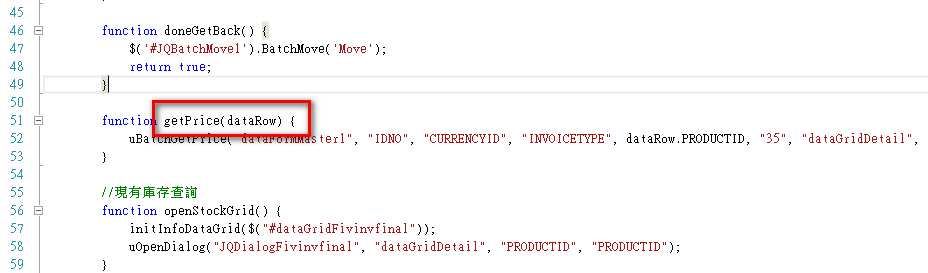 45
46 function doneGetBack() {
47 $('#JQBatchMove1').BatchMove('Move');
48 return true;
49 }
50
51 function getPrice(dataRow) {
52 uBatchGetPrice("dataFormMaster1", "IDNO", "CURRENCYID", "INVOICETYPE", dataRow.PRODUCTID, "35", "dataGridDetail",
53 }
54
55 //現有庫存查詢
56 function openStockGrid() {
57 initInfoDataGrid($("#dataGridFivinvfinal"));
58 uOpenDialog("JQDialogFivinvfinal", "dataGridDetail", "PRODUCTID", "PRODUCTID");
59 }